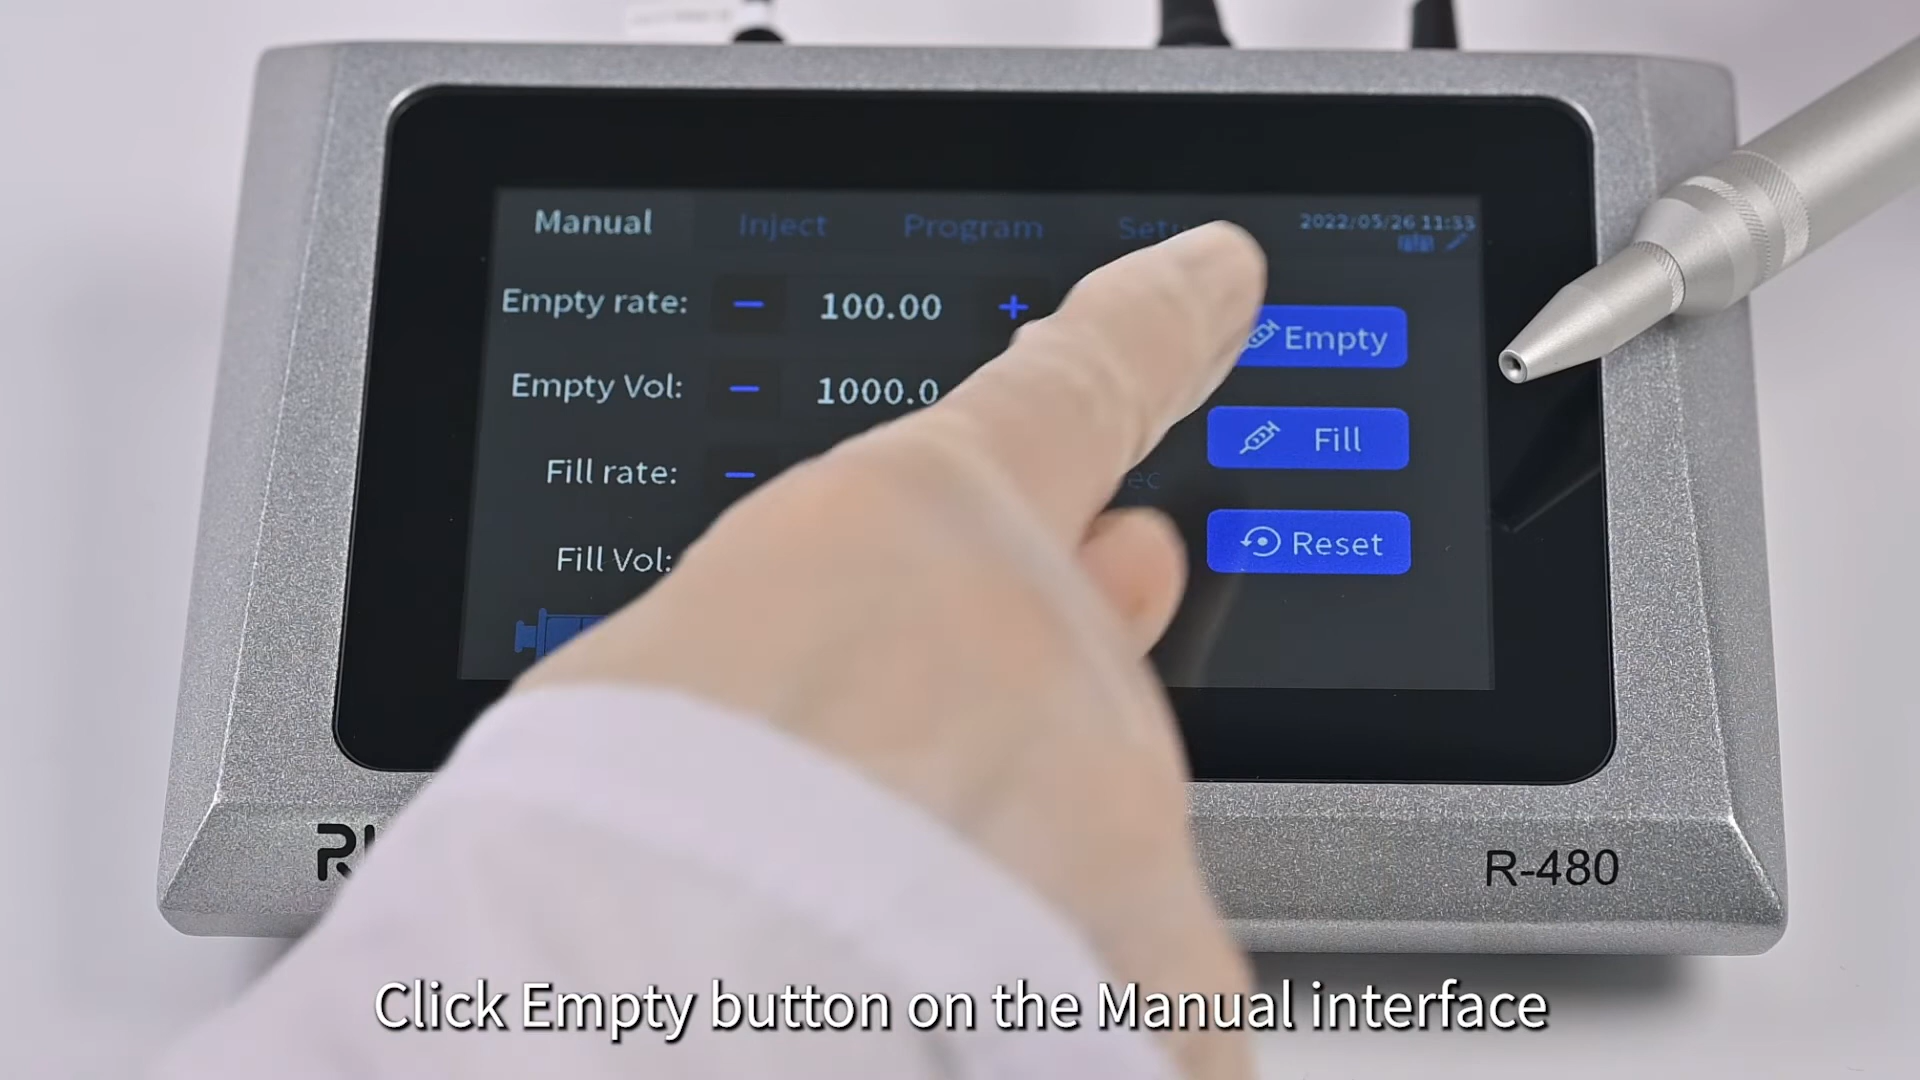 Manual Inject Program 2022/05/26 11:33
Empty rate: − 100.00 +
Empty
Empty Vol: − 1000.0
Fill
Fill rate: −
Reset
Fill Vol:
R-480
Click Empty button on the Manual interface